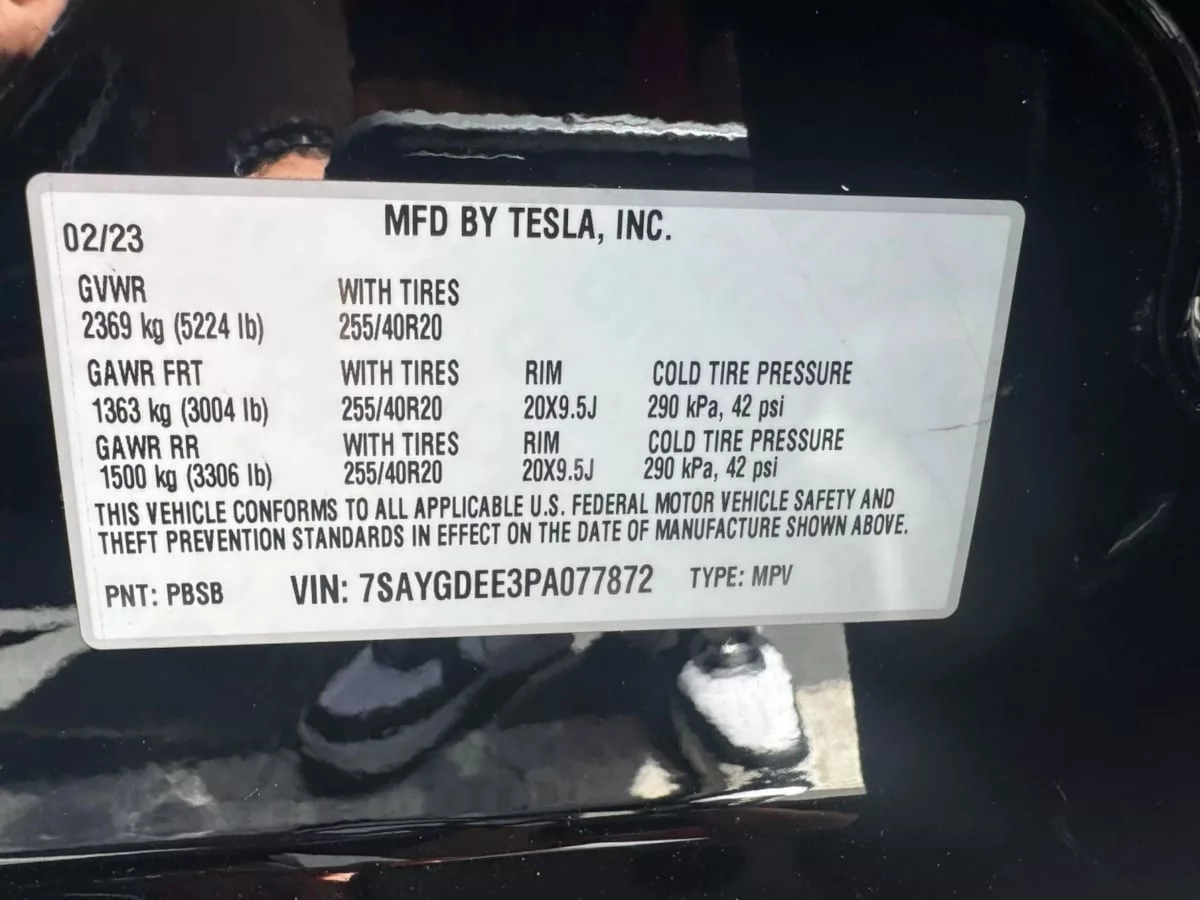 MFD BY TESLA, INC.
02/23
GVWR WITH TIRES
2369 kg (5224 lb) 255/40R20
GAWR FRT WITH TIRES RIM COLD TIRE PRESSURE
1363 kg (3004 lb) 255/40R20 20X9.5J 290 kPa, 42 psi
GAWR RR WITH TIRES RIM COLD TIRE PRESSURE
1500 kg (3306 lb) 255/40R20 20X9.5J 290 kPa, 42 psi
THIS VEHICLE CONFORMS TO ALL APPLICABLE U.S. FEDERAL MOTOR VEHICLE SAFETY AND
THEFT PREVENTION STANDARDS IN EFFECT ON THE DATE OF MANUFACTURE SHOWN ABOVE.
PNT: PBSB VIN: 7SAYGDEE3PA077872 TYPE: MPV